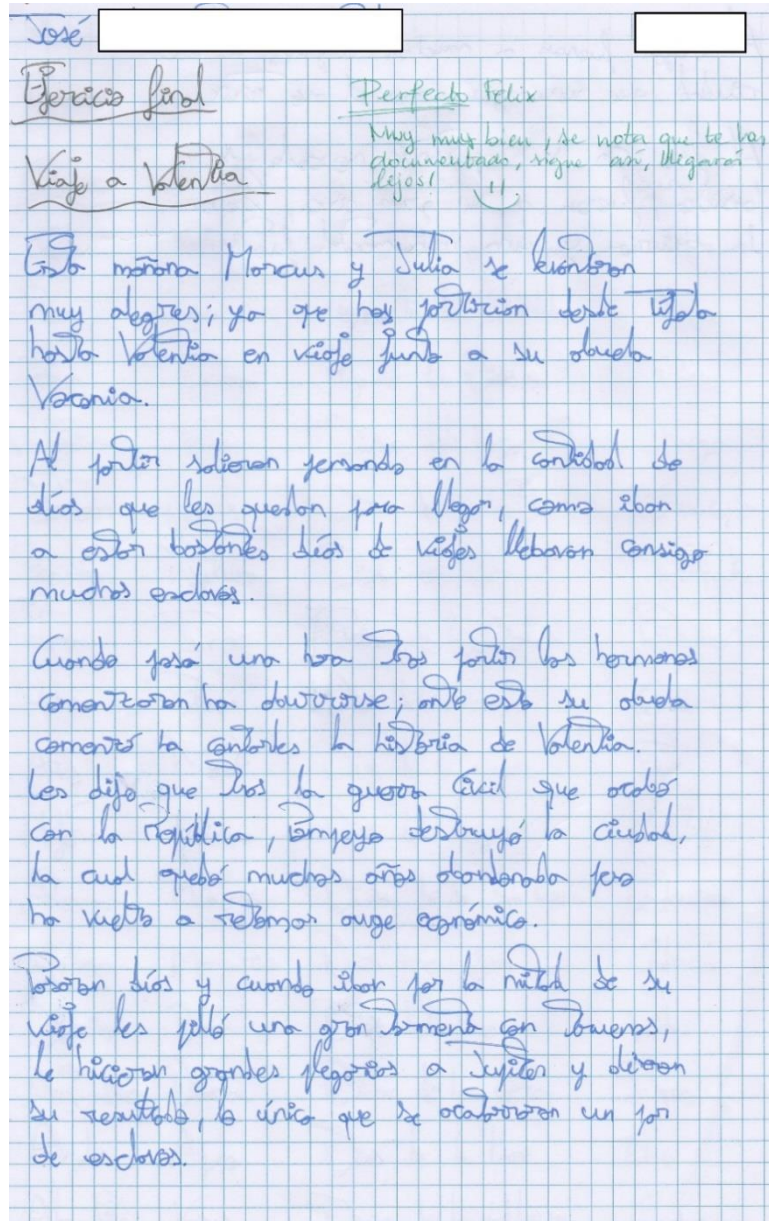 José
Ejercicio final
Perfecto Felix
Muy muy bien, se nota que te has
documentado, sigue así, llegarás
lejos!
Viaje a Valentia
Esta mañana Marcus y Julia se levantaron
muy alegres; ya que hoy partirían desde
hasta Valentia en viaje junto a su abuela
Al partir salieron pensando en la cantidad de
días que les quedan para llegar, como iban
a estar bastantes días de viajes llebavan consigo
muchos esclavos.
Cuando pasó una hora tras partir los hermanos
comenzaron ha aburrirse; ante esto su abuela
comenzó ha contarles la historia de Valentia.
Les dijo que tras la guerra civil que acabó
con la República, Pompeyo destruyó la ciudad,
la cual quedó muchos años abandonada pero
ha vuelto a retomar auge económico.
Pasaron días y cuando iban por la mitad de su
viaje les pilló una gran tormenta con truenos,
le hicieron grandes plegarias a Jupiter y dieron
su resultado, lo único que se acabaron un par
de esclavos.